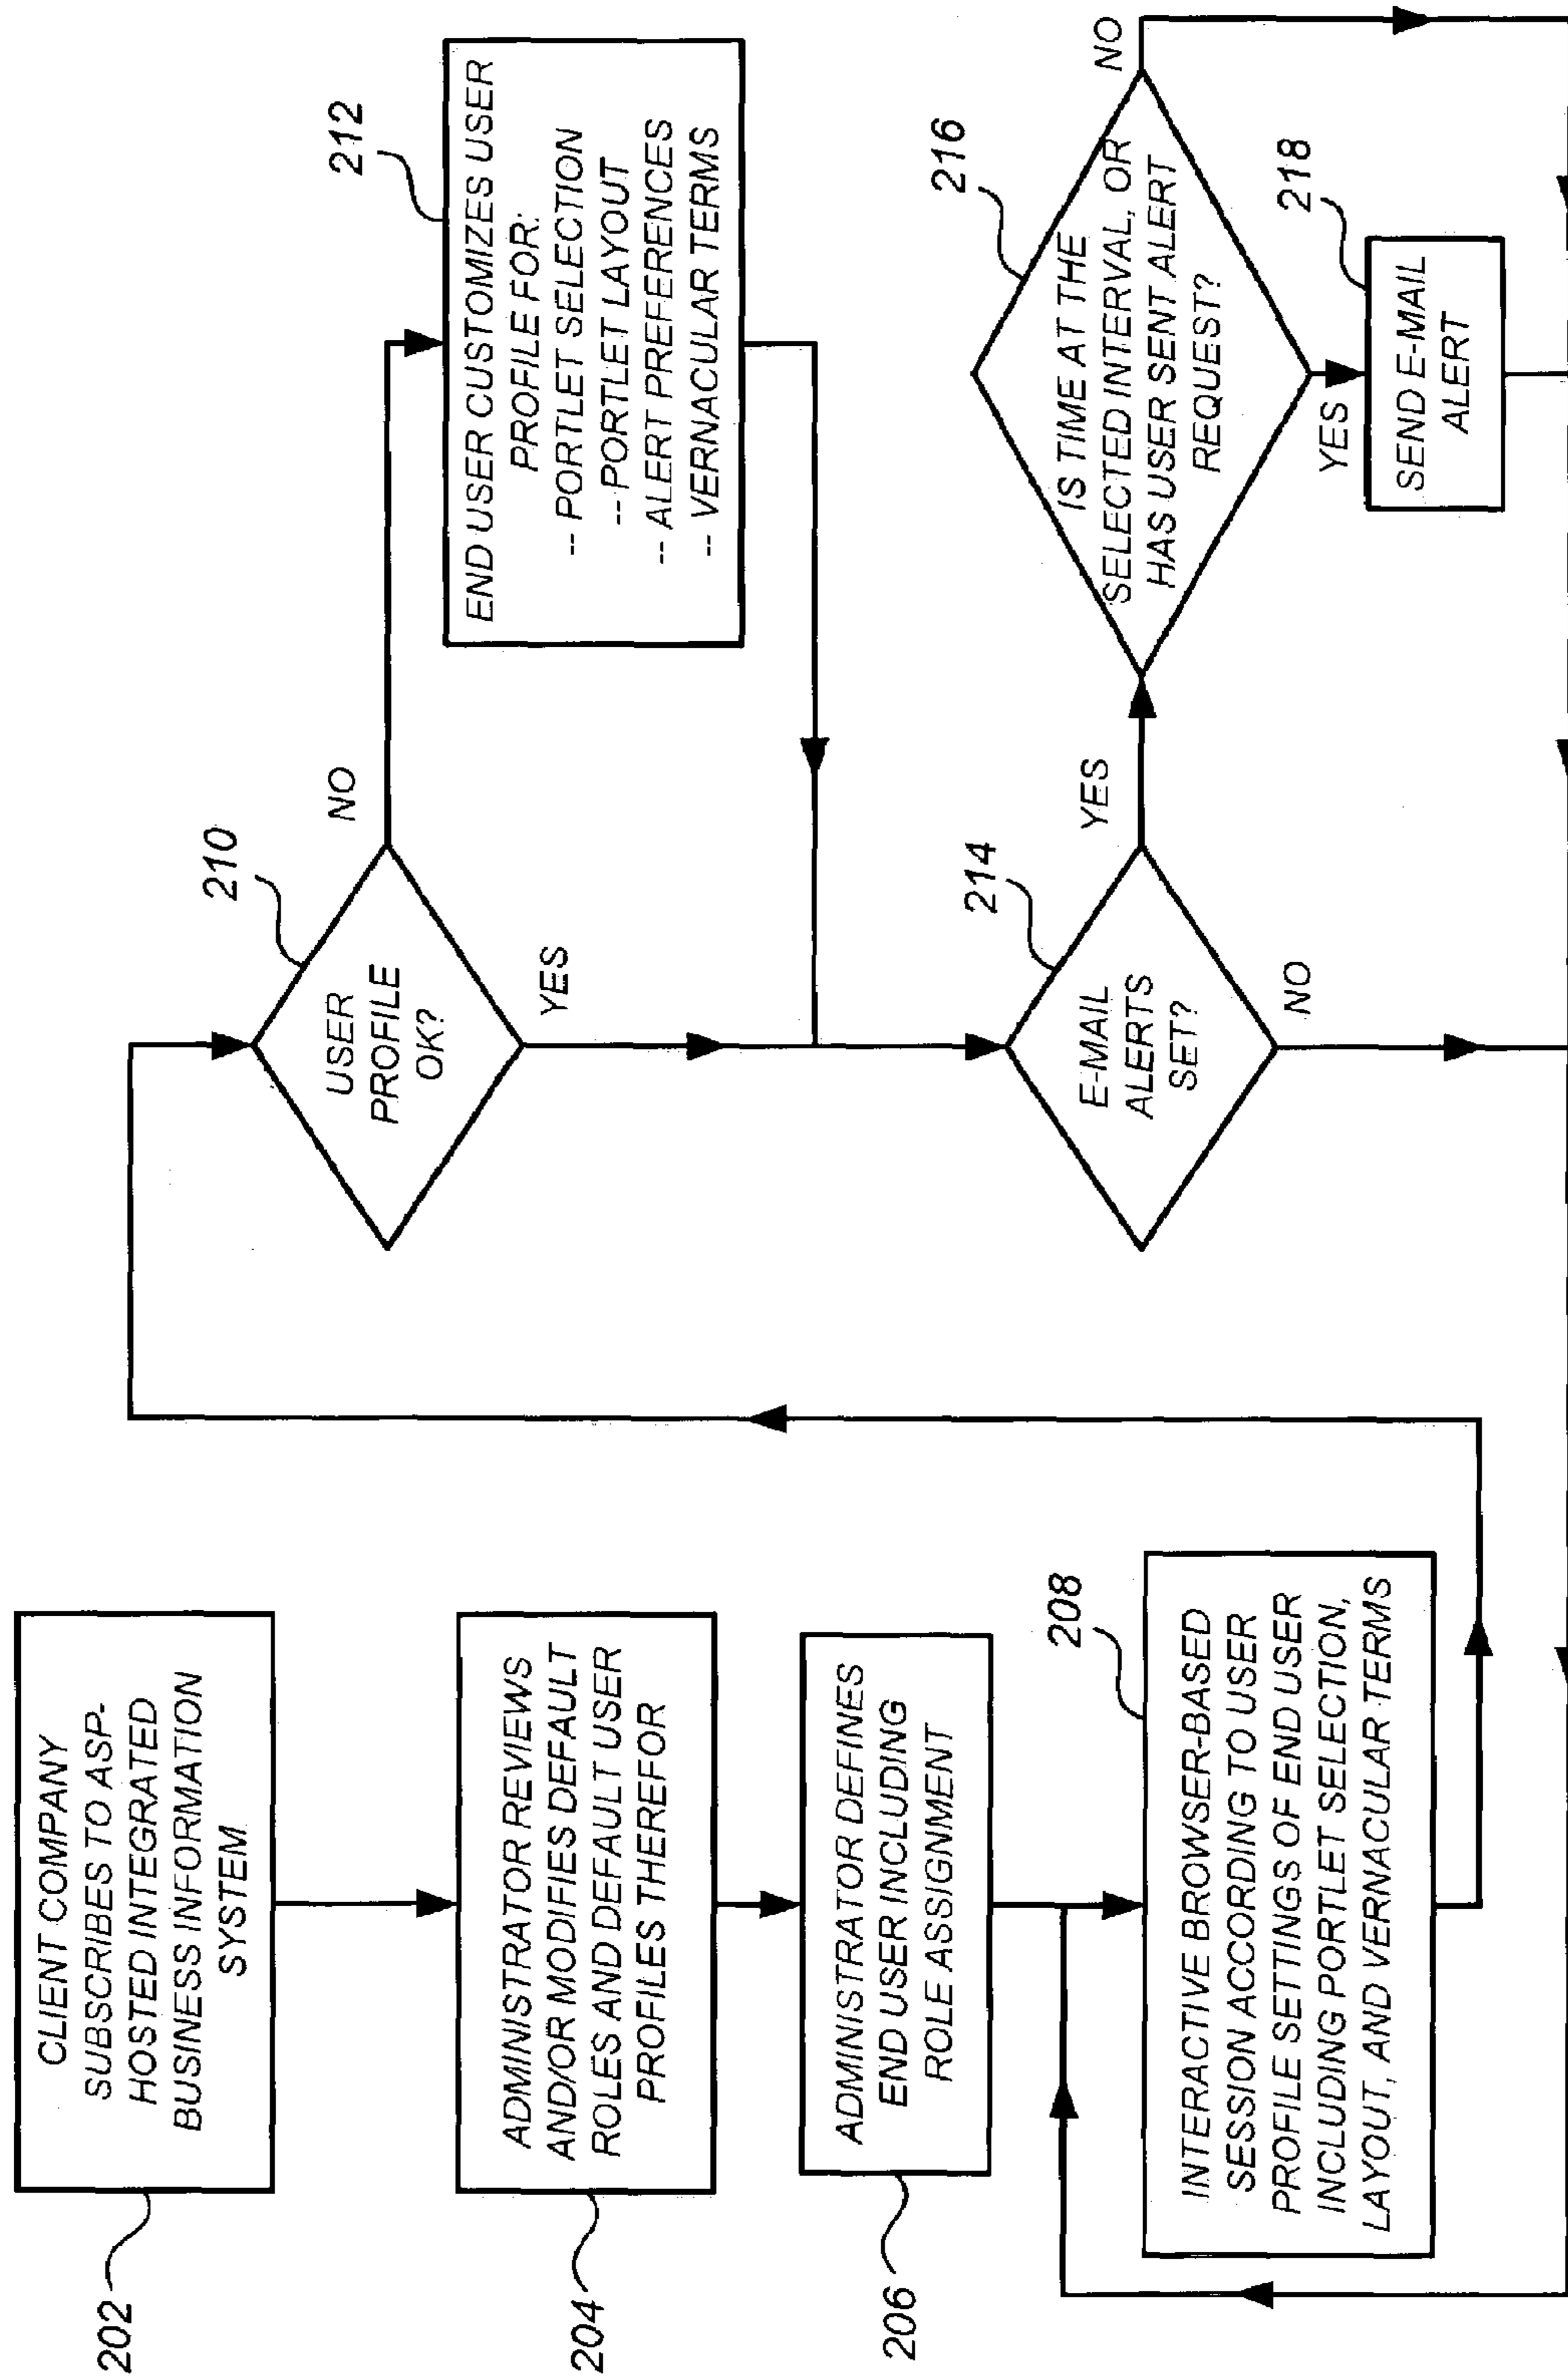 202
CLIENT COMPANY
SUBSCRIBES TO ASP-
HOSTED INTEGRATED
BUSINESS INFORMATION
SYSTEM
204
ADMINISTRATOR REVIEWS
AND/OR MODIFIES DEFAULT
ROLES AND DEFAULT USER
PROFILES THEREFOR
206
ADMINISTRATOR DEFINES
END USER INCLUDING
ROLE ASSIGNMENT
208
INTERACTIVE BROWSER-BASED
SESSION ACCORDING TO USER
PROFILE SETTINGS OF END USER
INCLUDING PORTLET SELECTION,
LAYOUT, AND VERNACULAR TERMS
210
USER
PROFILE
OK?
NO
YES
212
END USER CUSTOMIZES USER
PROFILE FOR:
-- PORTLET SELECTION
-- PORTLET LAYOUT
-- ALERT PREFERENCES
-- VERNACULAR TERMS
214
E-MAIL
ALERTS
SET?
YES
NO
216
IS TIME AT THE
SELECTED INTERVAL, OR
HAS USER SENT ALERT
REQUEST?
NO
YES
218
SEND E-MAIL
ALERT